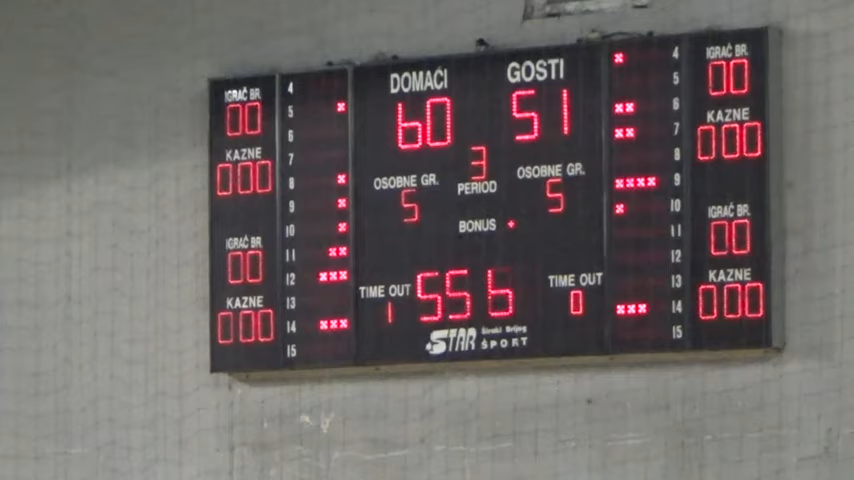 DOMAĆI
GOSTI
60
51
3
PERIOD
OSOBNE GR.
5
OSOBNE GR.
5
BONUS
TIME OUT
1
556
TIME OUT
0
STAR
Široki Brijeg
ŠPORT
IGRAČ BR.
00
KAZNE
000
IGRAČ BR.
00
KAZNE
000
4
5
6
7
8
9
10
11
12
13
14
15
4
5
6
7
8
9
10
11
12
13
14
15
IGRAČ BR.
00
KAZNE
000
IGRAČ BR.
00
KAZNE
000